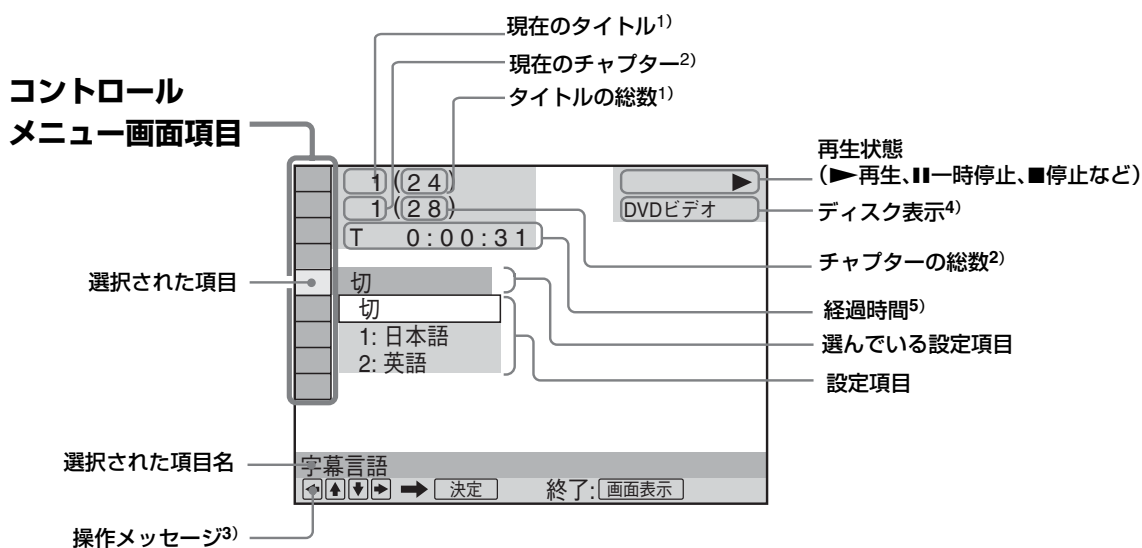 現在のタイトル1)
現在のチャプター2)
タイトルの総数1)
コントロール
メニュー画面項目
再生状態
(▶再生、❚❚一時停止、■停止など)
1(24)
▶
1(28)
DVDビデオ
ディスク表示4)
T 0:00:31
チャプターの総数2)
選択された項目
切
経過時間5)
切
選んでいる設定項目
1: 日本語
2: 英語
設定項目
選択された項目名
字幕言語
←↑↓→ ➡ 決定 終了: 画面表示
操作メッセージ3)